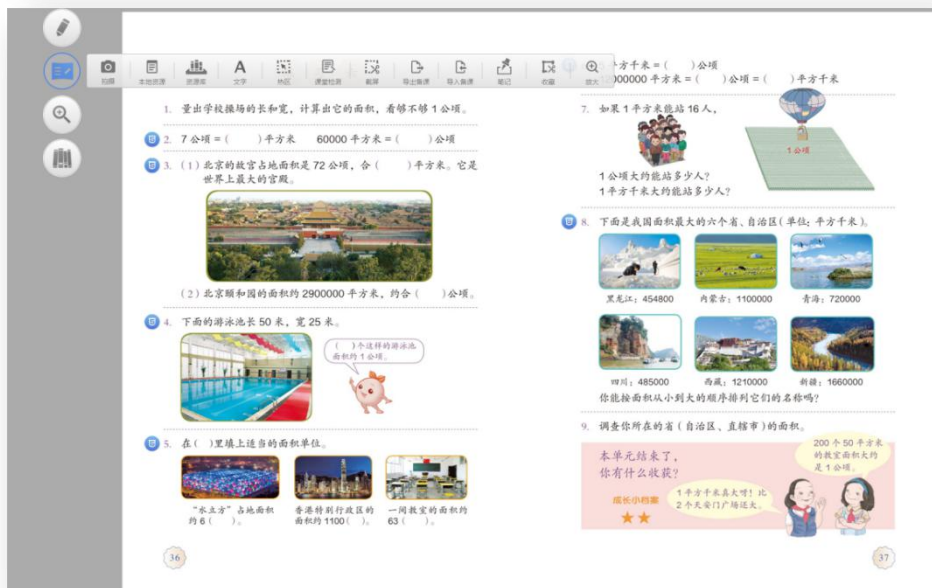 拍照 本地资源 资源库 文字 热区 课堂检测 截屏 导出备课 导入备课 笔记 收藏 放大
1. 量出学校操场的长和宽，计算出它的面积，看够不够1公顷。
2. 7公顷＝（ ）平方米 60000平方米＝（ ）公顷
3.（1）北京的故宫占地面积是72公顷，合（ ）平方米。它是
世界上最大的宫殿。
（2）北京颐和园的面积约2900000平方米，约合（ ）公顷。
4. 下面的游泳池长50米，宽25米。
（ ）个这样的游泳池
面积约1公顷。
5. 在（ ）里填上适当的面积单位。
“水立方”占地面积
约6（ ）。
香港特别行政区的
面积约1100（ ）。
一间教室的面积约
63（ ）。
36
方千米＝（ ）公顷
000000平方米＝（ ）公顷＝（ ）平方千米
7. 如果1平方米能站16人，
1公顷
1公顷大约能站多少人？
1平方千米大约能站多少人？
8. 下面是我国面积最大的六个省、自治区（单位：平方千米）。
黑龙江：454800 内蒙古：1100000 青海：720000
四川：485000 西藏：1210000 新疆：1660000
你能按面积从小到大的顺序排列它们的名称吗？
9. 调查你所在的省（自治区、直辖市）的面积。
本单元结束了，
你有什么收获？
成长小档案
200个50平方米
的教室面积大约
是1公顷。
1平方千米真大呀！比
2个天安门广场还大。
37